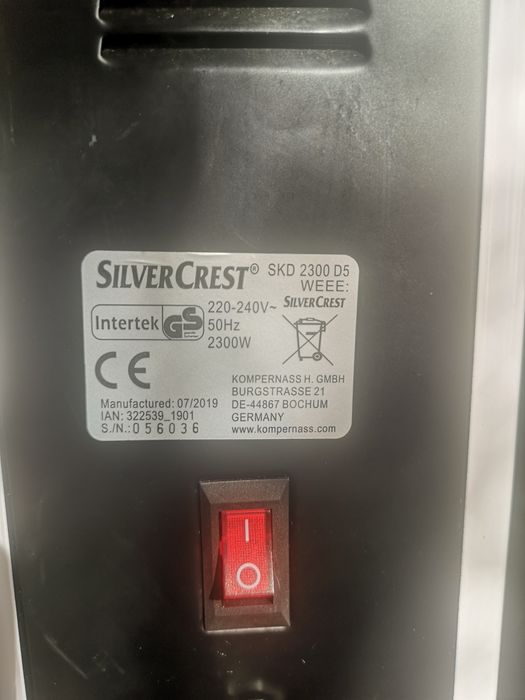 SILVERCREST® SKD 2300 D5
WEEE:
SILVERCREST
Intertek GS
220-240V~
50Hz
2300W
CE
KOMPERNASS H. GMBH
BURGSTRASSE 21
DE-44867 BOCHUM
GERMANY
www.kompernass.com
Manufactured: 07/2019
IAN: 322539_1901
S./N.: 056036
I
O